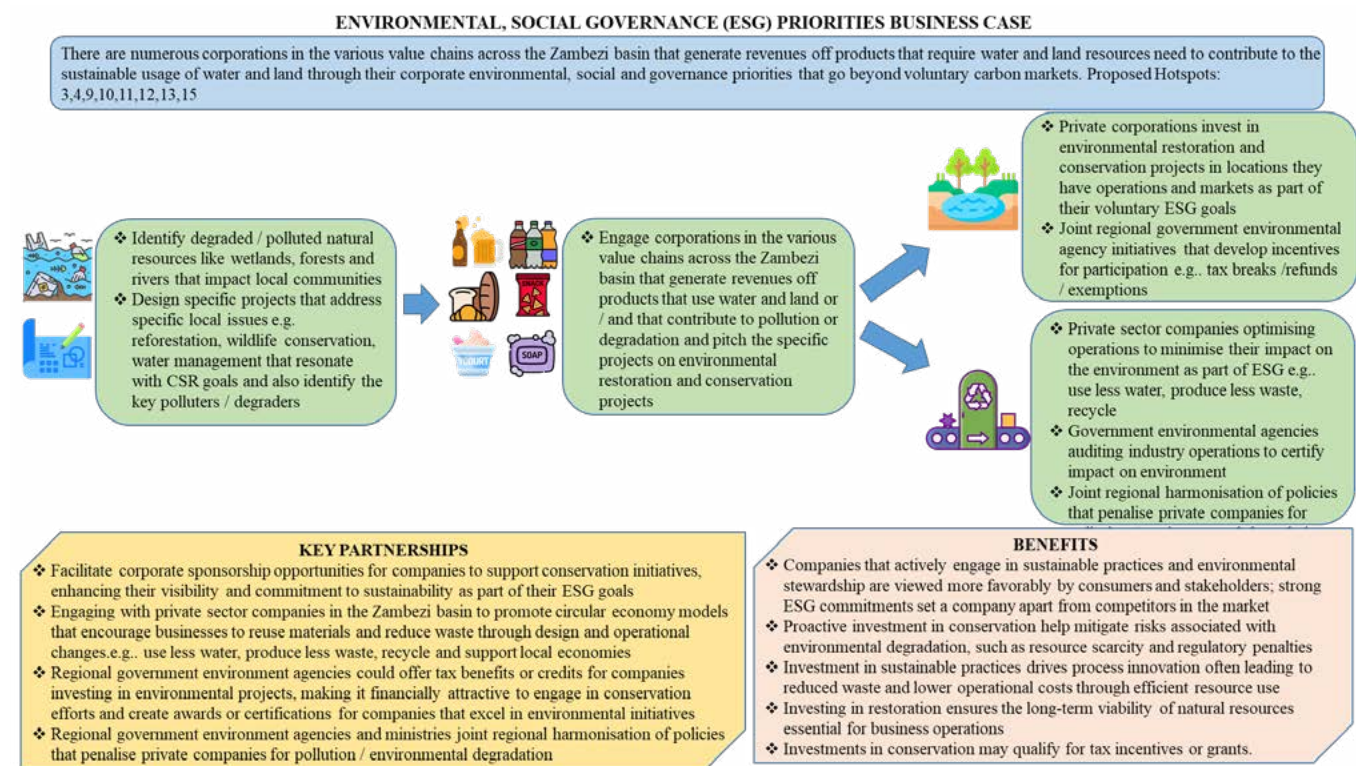 ENVIRONMENTAL, SOCIAL GOVERNANCE (ESG) PRIORITIES BUSINESS CASE
There are numerous corporations in the various value chains across the Zambezi basin that generate revenues off products that require water and land resources need to contribute to the
sustainable usage of water and land through their corporate environmental, social and governance priorities that go beyond voluntary carbon markets. Proposed Hotspots:
3,4,9,10,11,12,13,15
❖ Identify degraded / polluted natural
resources like wetlands, forests and
rivers that impact local communities
❖ Design specific projects that address
specific local issues e.g.
reforestation, wildlife conservation,
water management that resonate
with CSR goals and also identify the
key polluters / degraders
SNACK
YOGURT
SOAP
❖ Engage corporations in the various
value chains across the Zambezi
basin that generate revenues off
products that use water and land or
/ and that contribute to pollution or
degradation and pitch the specific
projects on environmental
restoration and conservation
projects
❖ Private corporations invest in
environmental restoration and
conservation projects in locations they
have operations and markets as part of
their voluntary ESG goals
❖ Joint regional government environmental
agency initiatives that develop incentives
for participation e.g.. tax breaks /refunds
/ exemptions
❖ Private sector companies optimising
operations to minimise their impact on
the environment as part of ESG e.g..
use less water, produce less waste,
recycle
❖ Government environmental agencies
auditing industry operations to certify
impact on environment
❖ Joint regional harmonisation of policies
that penalise private companies for
KEY PARTNERSHIPS
❖ Facilitate corporate sponsorship opportunities for companies to support conservation initiatives,
enhancing their visibility and commitment to sustainability as part of their ESG goals
❖ Engaging with private sector companies in the Zambezi basin to promote circular economy models
that encourage businesses to reuse materials and reduce waste through design and operational
changes.e.g.. use less water, produce less waste, recycle and support local economies
❖ Regional government environment agencies could offer tax benefits or credits for companies
investing in environmental projects, making it financially attractive to engage in conservation
efforts and create awards or certifications for companies that excel in environmental initiatives
❖ Regional government environment agencies and ministries joint regional harmonisation of policies
that penalise private companies for pollution / environmental degradation
BENEFITS
❖ Companies that actively engage in sustainable practices and environmental
stewardship are viewed more favorably by consumers and stakeholders; strong
ESG commitments set a company apart from competitors in the market
❖ Proactive investment in conservation help mitigate risks associated with
environmental degradation, such as resource scarcity and regulatory penalties
❖ Investment in sustainable practices drives process innovation often leading to
reduced waste and lower operational costs through efficient resource use
❖ Investing in restoration ensures the long-term viability of natural resources
essential for business operations
❖ Investments in conservation may qualify for tax incentives or grants.